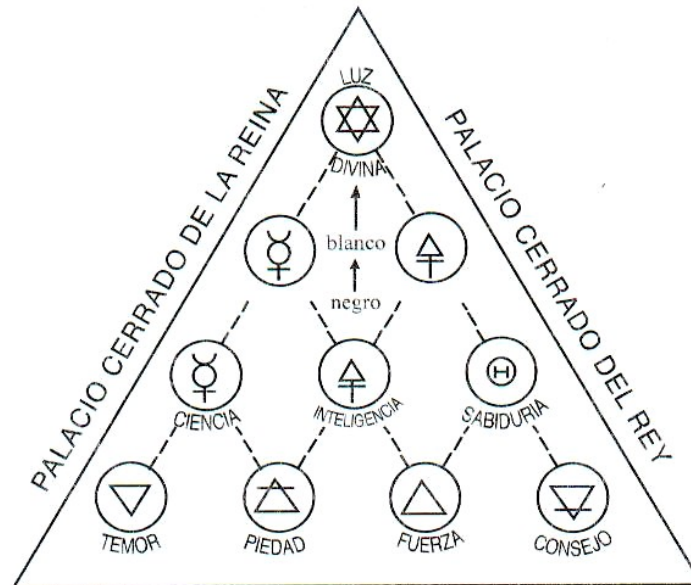 PALACIO CERRADO DE LA REINA
PALACIO CERRADO DEL REY
LUZ
DIVINA
blanco
negro
CIENCIA
INTELIGENCIA
SABIDURIA
TEMOR
PIEDAD
FUERZA
CONSEJO